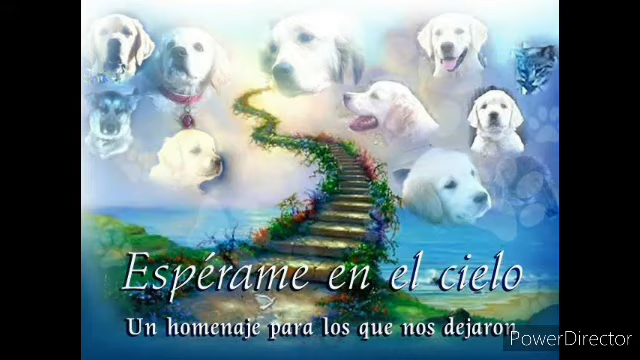 Espérame en el cielo
Un homenaje para los que nos dejaron
PowerDirector